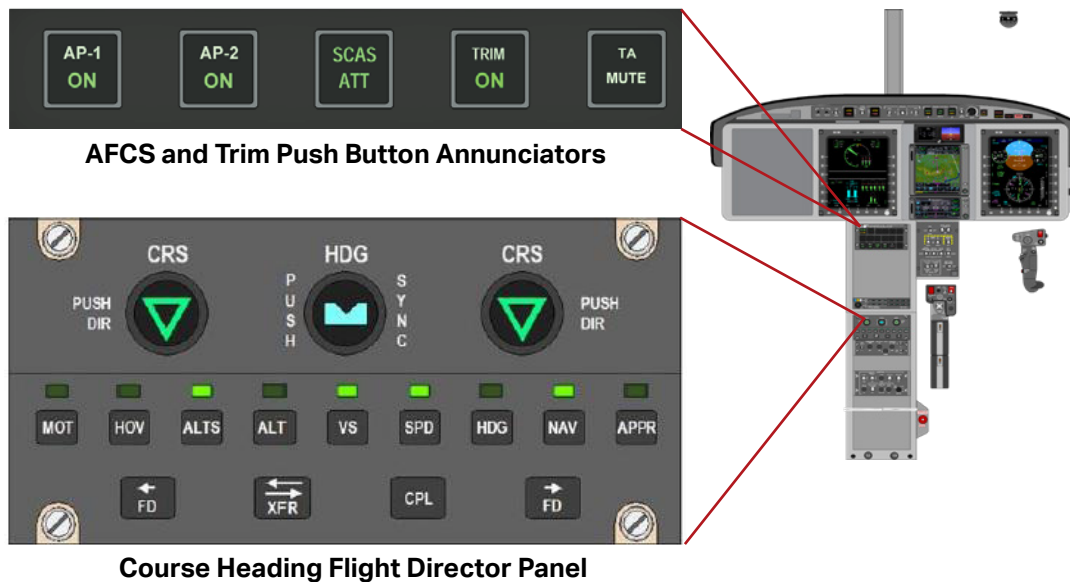 AP-1
ON
AP-2
ON
SCAS
ATT
TRIM
ON
TA
MUTE
AFCS and Trim Push Button Annunciators
CRS
HDG
CRS
PUSH
DIR
PUSH
SYNC
PUSH
DIR
MOT
HOV
ALTS
ALT
VS
SPD
HDG
NAV
APPR
FD
XFR
CPL
FD
Course Heading Flight Director Panel